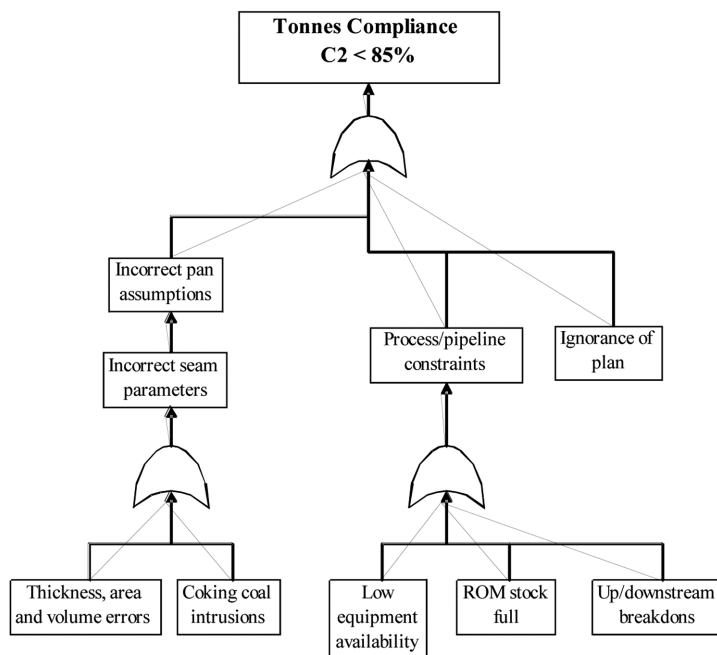 Tonnes Compliance
C2 < 85%
Incorrect pan
assumptions
Process/pipeline
constraints
Ignorance of
plan
Incorrect seam
parameters
Thickness, area
and volume errors
Coking coal
intrusions
Low
equipment
availability
ROM stock
full
Up/downstream
breakdons